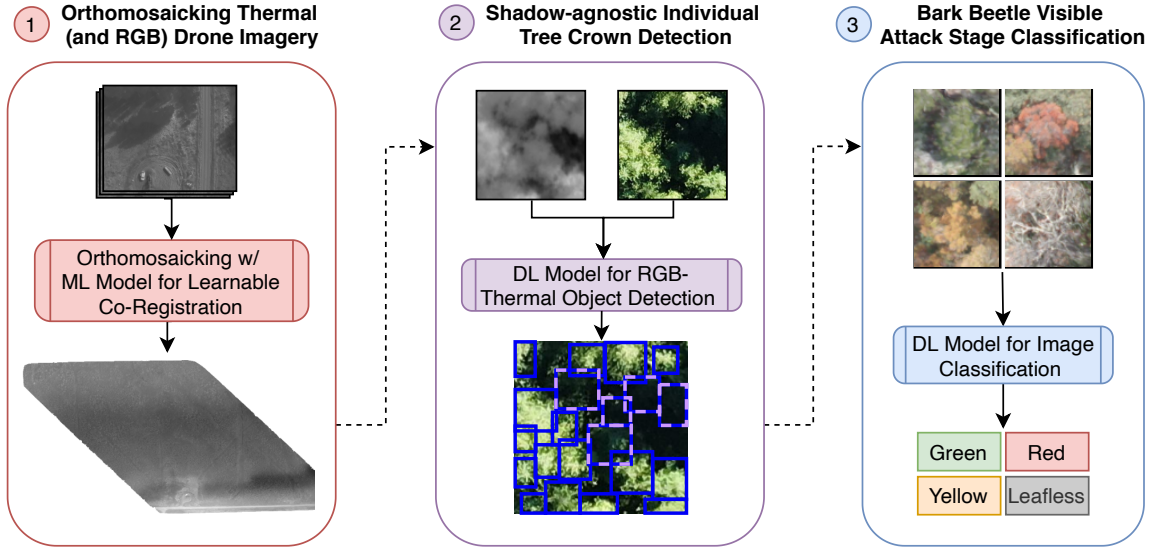 1
Orthomosaicking Thermal
(and RGB) Drone Imagery
Orthomosaicking w/
ML Model for Learnable
Co-Registration
2
Shadow-agnostic Individual
Tree Crown Detection
DL Model for RGB-
Thermal Object Detection
3
Bark Beetle Visible
Attack Stage Classification
DL Model for Image
Classification
Green
Red
Yellow
Leafless